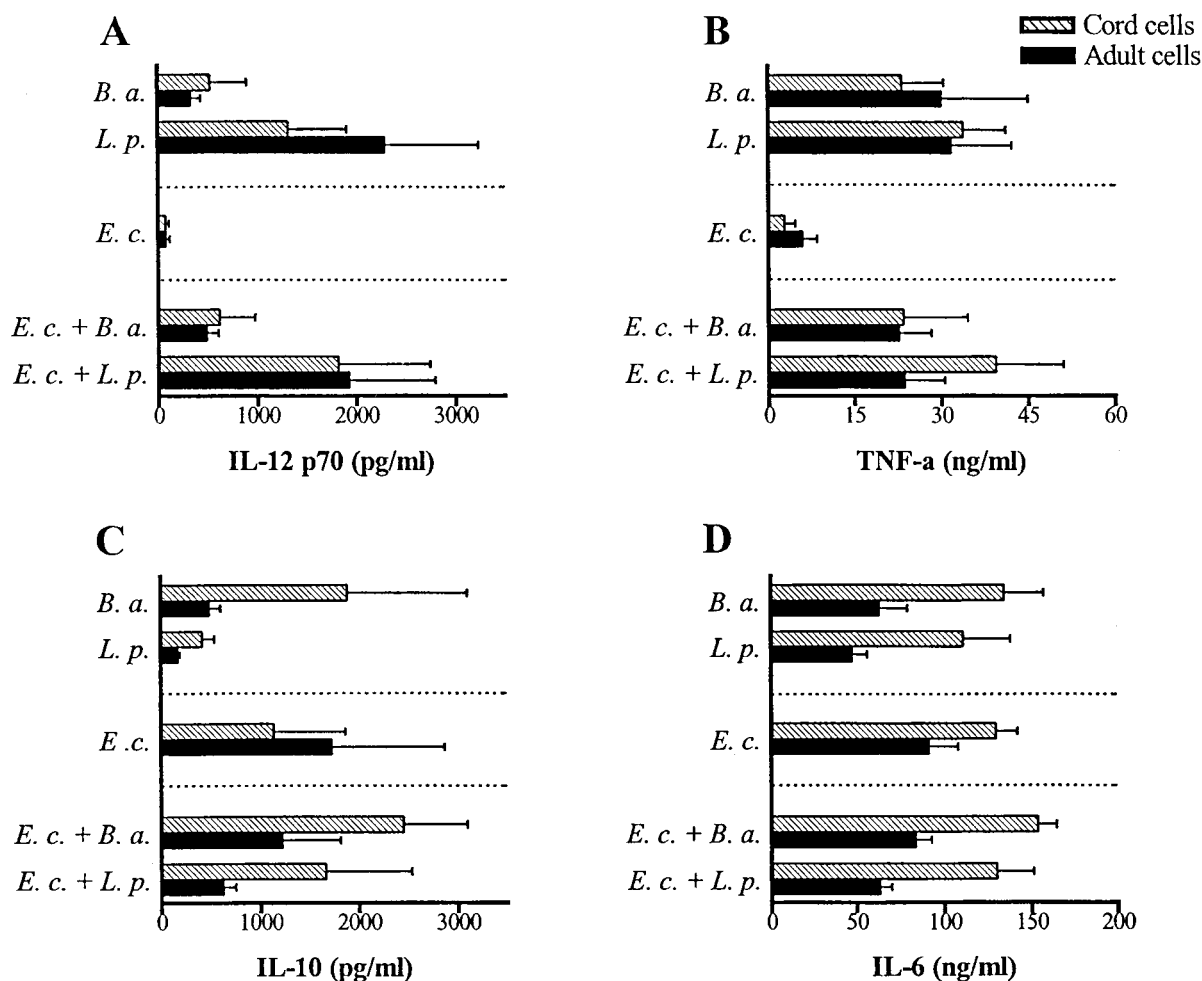 A
B. a.
L. p.
E. c.
E. c. + B. a.
E. c. + L. p.
0 1000 2000 3000
IL-12 p70 (pg/ml)
B
Cord cells
Adult cells
B. a.
L. p.
E. c.
E. c. + B. a.
E. c. + L. p.
0 15 30 45 60
TNF-a (ng/ml)
C
B. a.
L. p.
E .c.
E. c. + B. a.
E. c. + L. p.
0 1000 2000 3000
IL-10 (pg/ml)
D
B. a.
L. p.
E. c.
E. c. + B. a.
E. c. + L. p.
0 50 100 150 200
IL-6 (ng/ml)